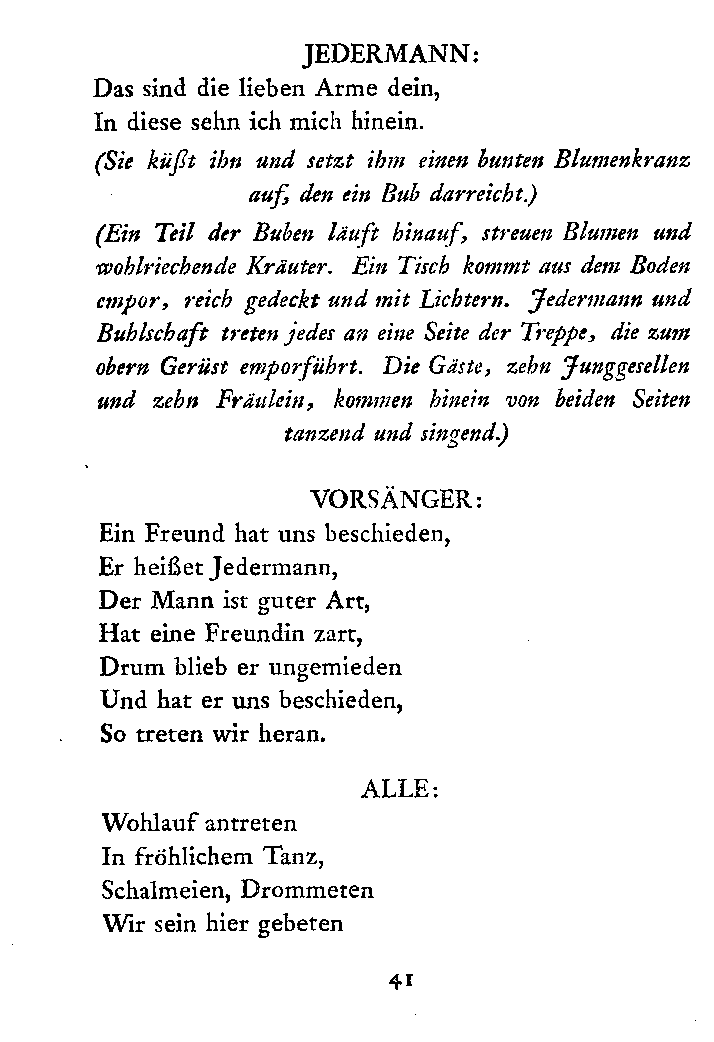 JEDERMANN:
Das sind die lieben Arme dein,
In diese sehn ich mich hinein.
(Sie küßt ihn und setzt ihm einen bunten Blumenkranz
auf, den ein Bub darreicht.)
(Ein Teil der Buben läuft hinauf, streuen Blumen und
wohlriechende Kräuter. Ein Tisch kommt aus dem Boden
empor, reich gedeckt und mit Lichtern. Jedermann und
Buhlschaft treten jedes an eine Seite der Treppe, die zum
obern Gerüst emporführt. Die Gäste, zehn Junggesellen
und zehn Fräulein, kommen hinein von beiden Seiten
tanzend und singend.)
VORSÄNGER:
Ein Freund hat uns beschieden,
Er heißet Jedermann,
Der Mann ist guter Art,
Hat eine Freundin zart,
Drum blieb er ungemieden
Und hat er uns beschieden,
So treten wir heran.
ALLE:
Wohlauf antreten
In fröhlichem Tanz,
Schalmeien, Drommeten
Wir sein hier gebeten
41